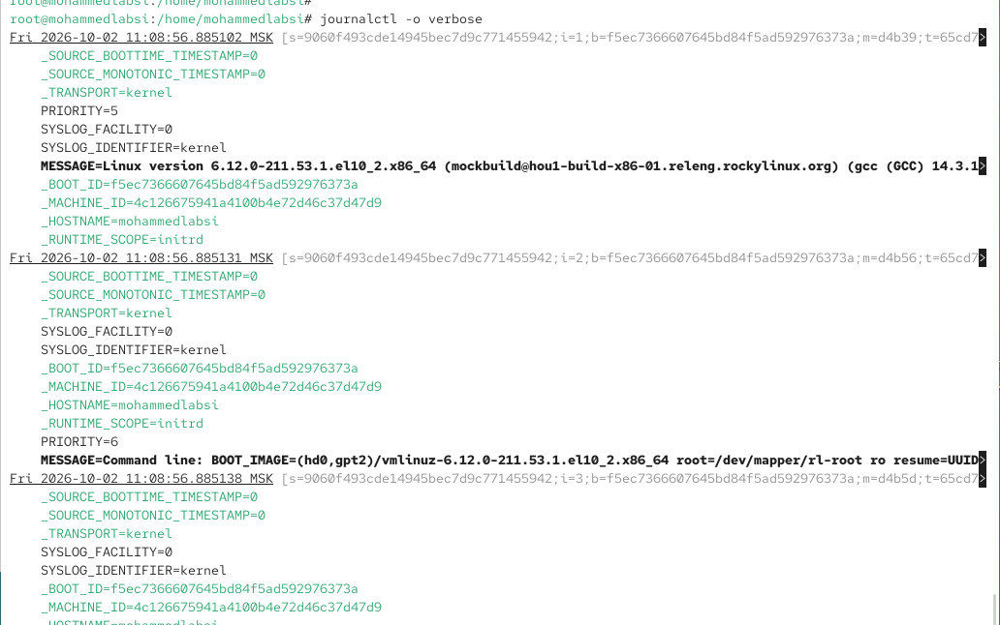 root@mohammedlabsi:/home/mohammedlabsi#
root@mohammedlabsi:/home/mohammedlabsi# journalctl -o verbose
Fri 2026-10-02 11:08:56.885102 MSK [s=9060f493cde14945bec7d9c771455942;i=1;b=f5ec7366607645bd84f5ad592976373a;m=d4b39;t=65cd7>
_SOURCE_BOOTTIME_TIMESTAMP=0
_SOURCE_MONOTONIC_TIMESTAMP=0
_TRANSPORT=kernel
PRIORITY=5
SYSLOG_FACILITY=0
SYSLOG_IDENTIFIER=kernel
MESSAGE=Linux version 6.12.0-211.53.1.el10_2.x86_64 (mockbuild@hou1-build-x86-01.releng.rockylinux.org) (gcc (GCC) 14.3.1>
_BOOT_ID=f5ec7366607645bd84f5ad592976373a
_MACHINE_ID=4c126675941a4100b4e72d46c37d47d9
_HOSTNAME=mohammedlabsi
_RUNTIME_SCOPE=initrd
Fri 2026-10-02 11:08:56.885131 MSK [s=9060f493cde14945bec7d9c771455942;i=2;b=f5ec7366607645bd84f5ad592976373a;m=d4b56;t=65cd7>
_SOURCE_BOOTTIME_TIMESTAMP=0
_SOURCE_MONOTONIC_TIMESTAMP=0
_TRANSPORT=kernel
SYSLOG_FACILITY=0
SYSLOG_IDENTIFIER=kernel
_BOOT_ID=f5ec7366607645bd84f5ad592976373a
_MACHINE_ID=4c126675941a4100b4e72d46c37d47d9
_HOSTNAME=mohammedlabsi
_RUNTIME_SCOPE=initrd
PRIORITY=6
MESSAGE=Command line: BOOT_IMAGE=(hd0,gpt2)/vmlinuz-6.12.0-211.53.1.el10_2.x86_64 root=/dev/mapper/rl-root ro resume=UUID>
Fri 2026-10-02 11:08:56.885138 MSK [s=9060f493cde14945bec7d9c771455942;i=3;b=f5ec7366607645bd84f5ad592976373a;m=d4b5d;t=65cd7>
_SOURCE_BOOTTIME_TIMESTAMP=0
_SOURCE_MONOTONIC_TIMESTAMP=0
_TRANSPORT=kernel
SYSLOG_FACILITY=0
SYSLOG_IDENTIFIER=kernel
_BOOT_ID=f5ec7366607645bd84f5ad592976373a
_MACHINE_ID=4c126675941a4100b4e72d46c37d47d9
_HOSTNAME=mohammedlabsi